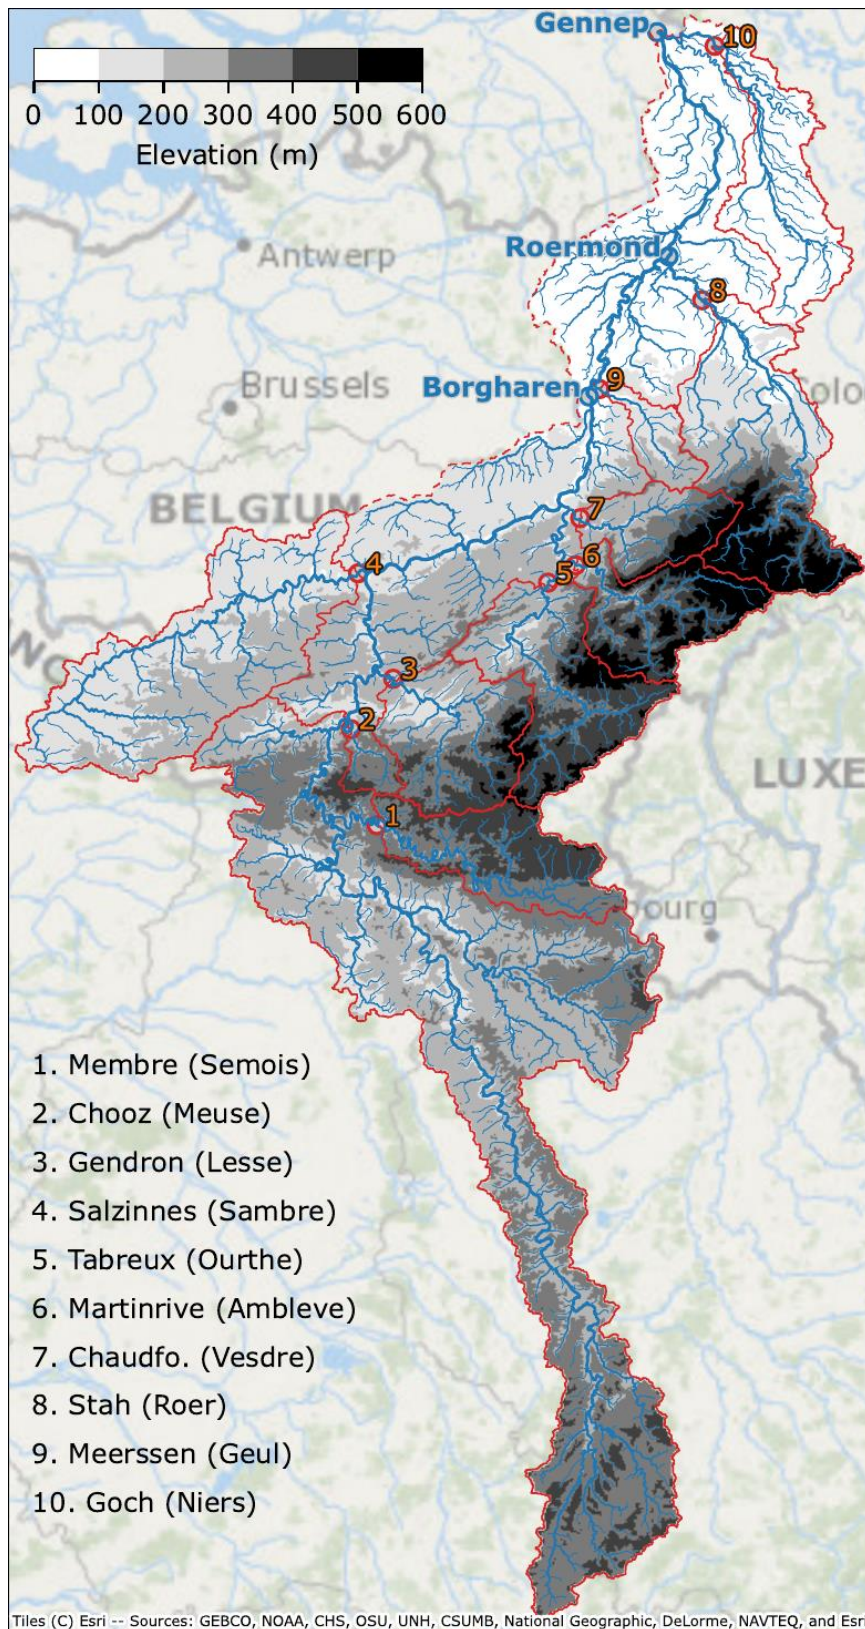 Gennep
10
0 100 200 300 400 500 600
Elevation (m)
Antwerp
Roermond
8
Brussels
Borgharen
9
Colo
BELGIUM
7
4
6
5
3
2
LUXE
1
bourg
1. Membre (Semois)
2. Chooz (Meuse)
3. Gendron (Lesse)
4. Salzinnes (Sambre)
5. Tabreux (Ourthe)
6. Martinrive (Ambleve)
7. Chaudfo. (Vesdre)
8. Stah (Roer)
9. Meerssen (Geul)
10. Goch (Niers)
Tiles (C) Esri -- Sources: GEBCO, NOAA, CHS, OSU, UNH, CSUMB, National Geographic, DeLorme, NAVTEQ, and Esri